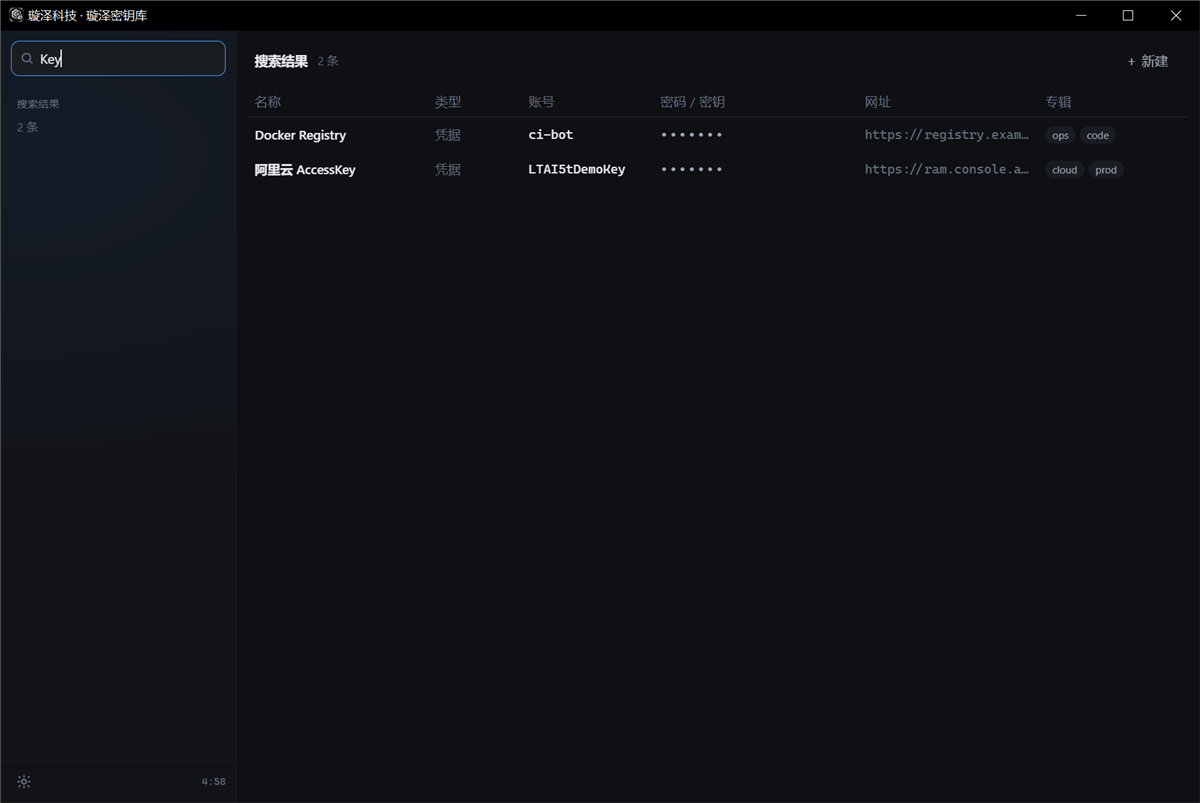 璇泽科技 · 璇泽密钥库
Key
搜索结果
2 条
搜索结果 2 条
+ 新建
名称 类型 账号 密码 / 密钥 网址 专辑
Docker Registry 凭据 ci-bot ••••••• https://registry.exam… ops code
阿里云 AccessKey 凭据 LTAI5tDemoKey ••••••• https://ram.console.a… cloud prod
4:58